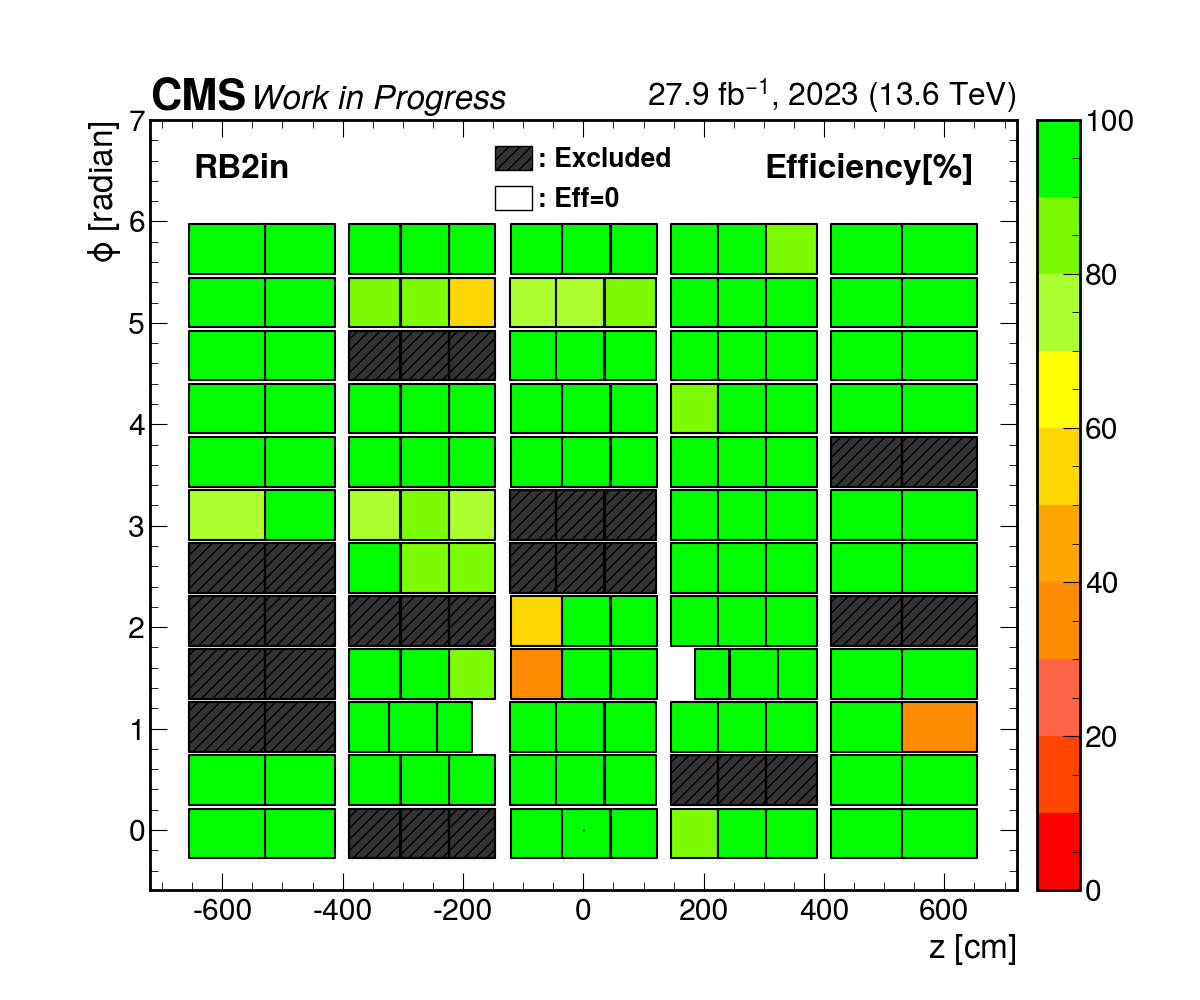 CMS Work in Progress 27.9 fb⁻¹, 2023 (13.6 TeV)
RB2in : Excluded Efficiency[%]
: Eff=0
ϕ [radian]
7
6
5
4
3
2
1
0
-600 -400 -200 0 200 400 600
z [cm]
100
80
60
40
20
0